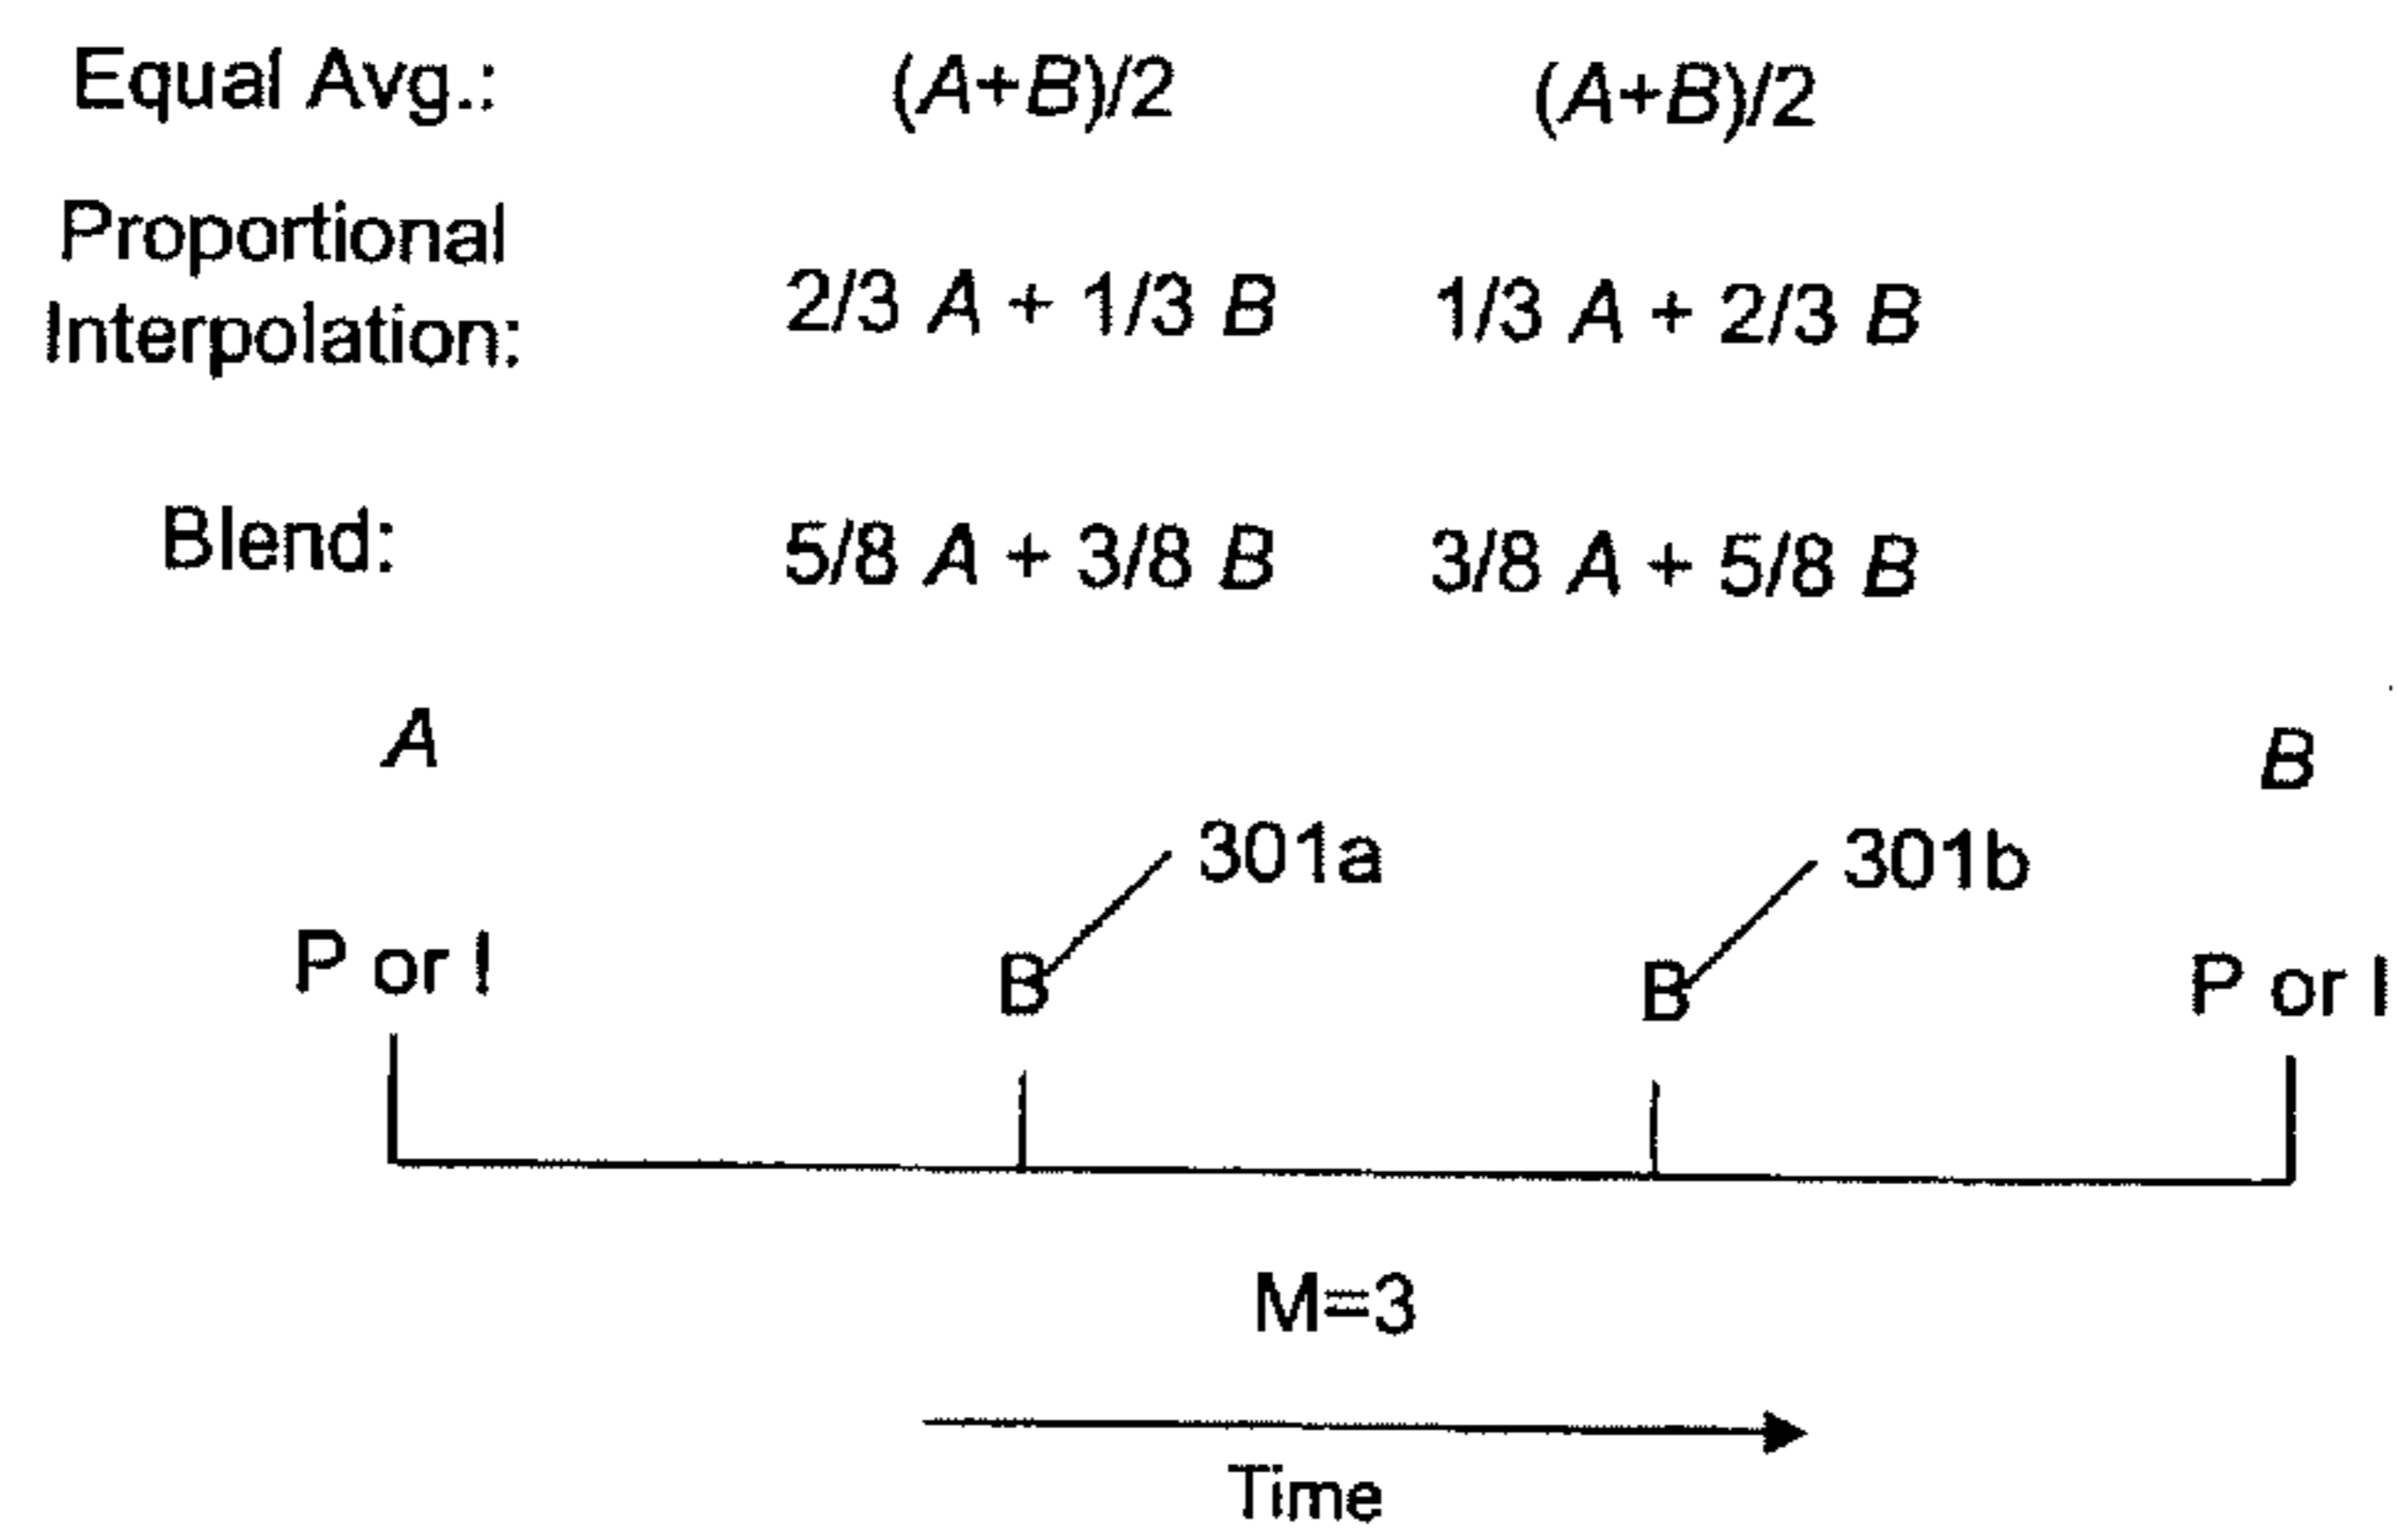 Equal Avg.: (A+B)/2 (A+B)/2
Proportional
Interpolation: 2/3 A + 1/3 B 1/3 A + 2/3 B
Blend: 5/8 A + 3/8 B 3/8 A + 5/8 B
A B
301a 301b
P or I B B P or I
M=3
Time